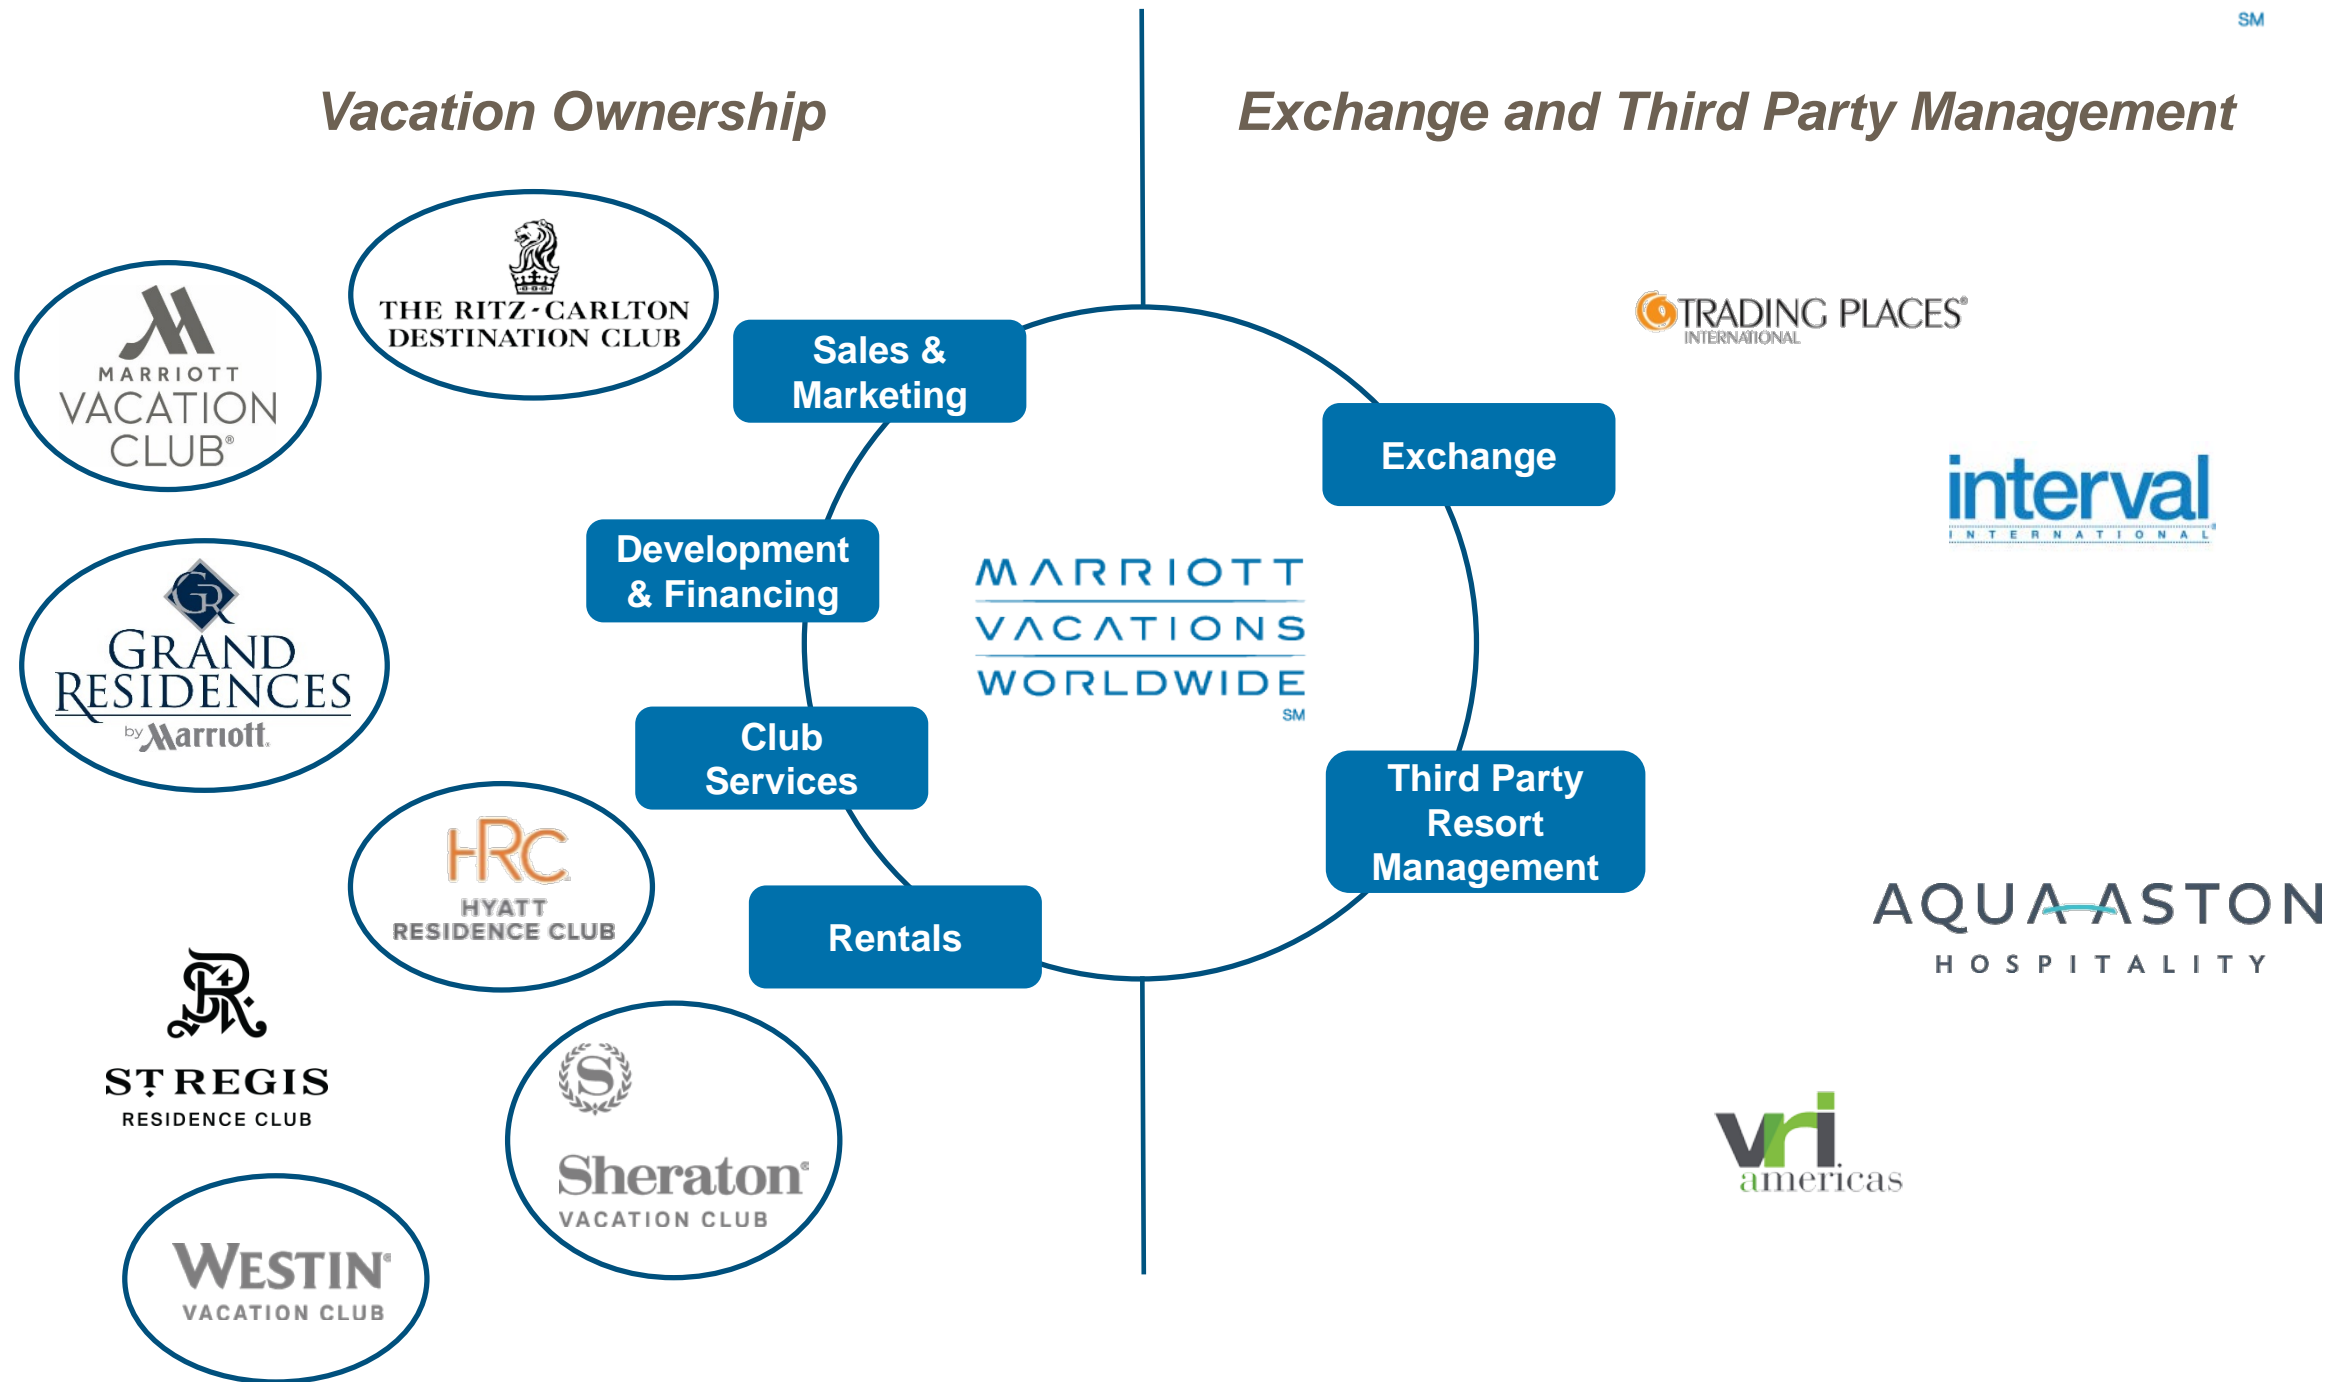 SM
Vacation Ownership
Exchange and Third Party Management
THE RITZ-CARLTON
DESTINATION CLUB
MARRIOTT
VACATION
CLUB®
Sales &
Marketing
TRADING PLACES®
INTERNATIONAL
Exchange
interval
INTERNATIONAL
Development
& Financing
MARRIOTT
VACATIONS
WORLDWIDE
SM
GR
GRAND
RESIDENCES
by Marriott.
Club
Services
Third Party
Resort
Management
HRC
HYATT
RESIDENCE CLUB
Rentals
AQUA-ASTON
HOSPITALITY
ST REGIS
RESIDENCE CLUB
S
Sheraton®
VACATION CLUB
vri
americas
WESTIN®
VACATION CLUB